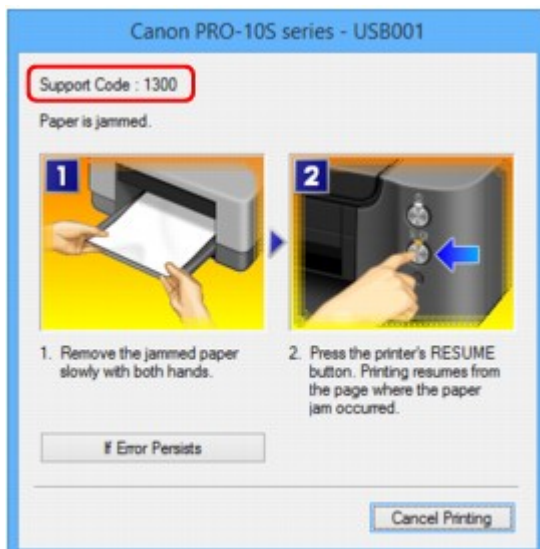 Canon PRO-10S series - USB001
Support Code : 1300
Paper is jammed.
1
2
1. Remove the jammed paper
slowly with both hands.
2. Press the printer's RESUME
button. Printing resumes from
the page where the paper
jam occurred.
If Error Persists
Cancel Printing